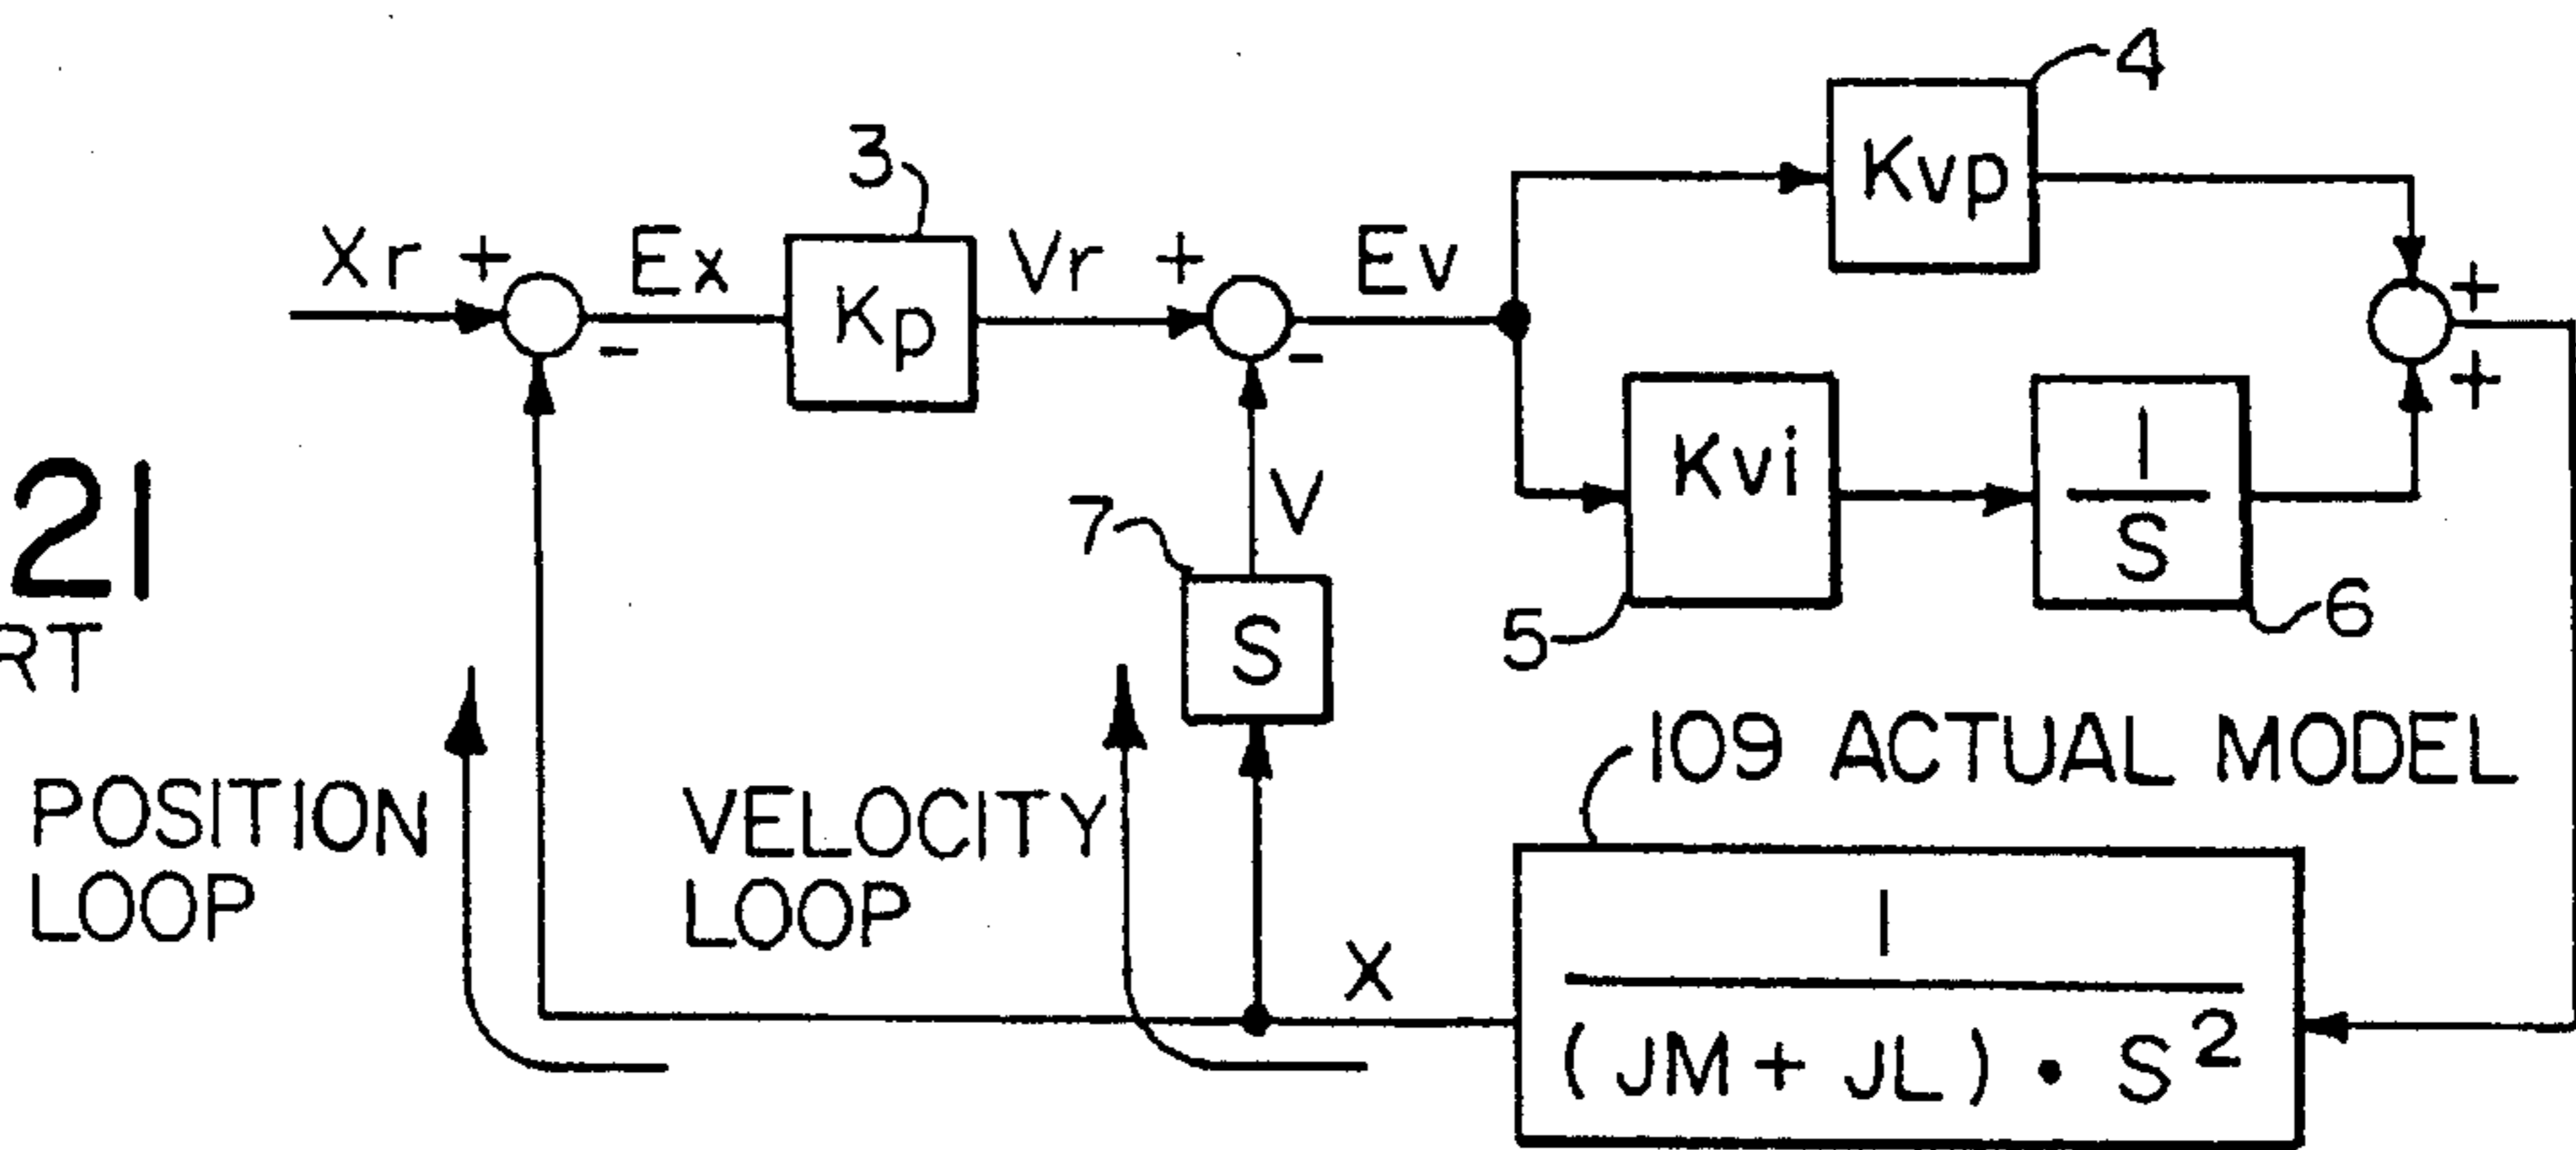 4
3
Kvp
Xr + Ex Vr + Ev
Kp
- -
+
+
Kvi
1
S
V
7
21
RT
S
5
6
109 ACTUAL MODEL
POSITION
LOOP
VELOCITY
LOOP
X
1
(JM + JL) • S²